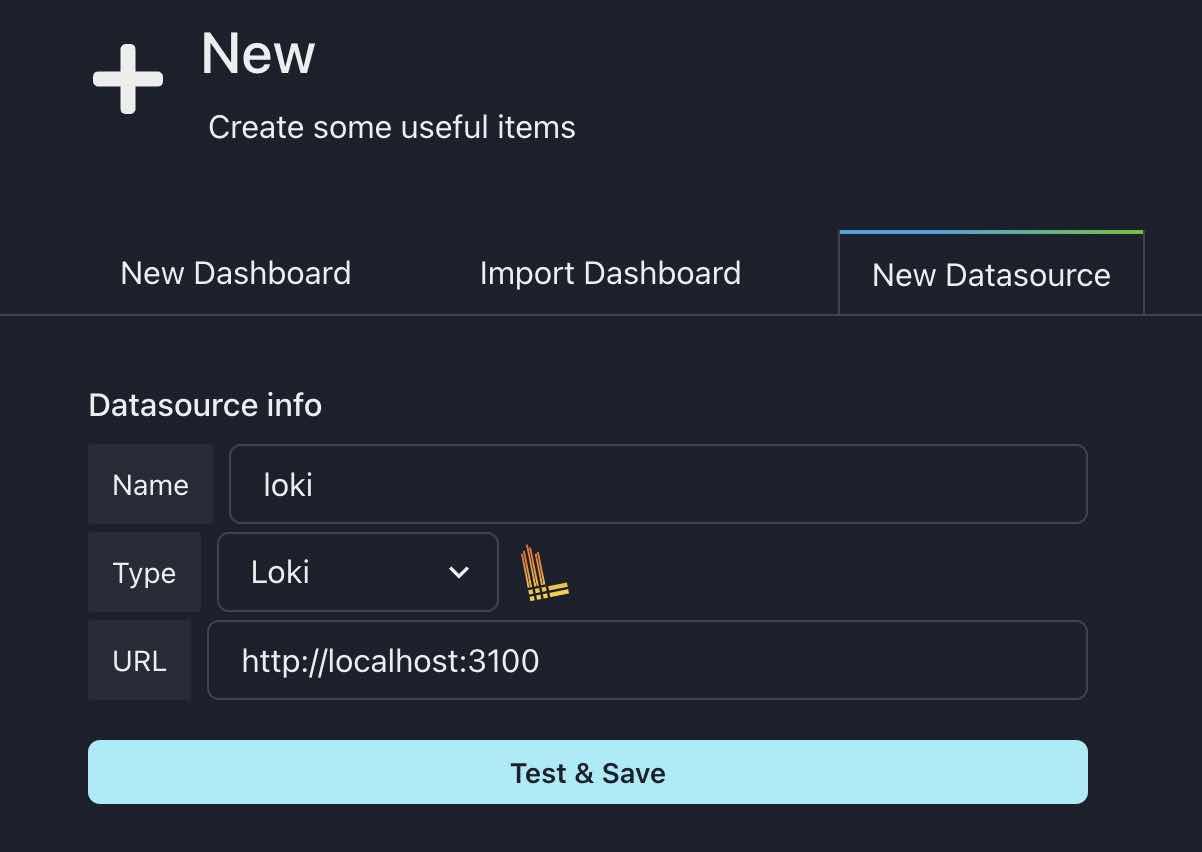 New
Create some useful items
New Dashboard Import Dashboard New Datasource
Datasource info
Name loki
Type Loki
URL http://localhost:3100
Test & Save